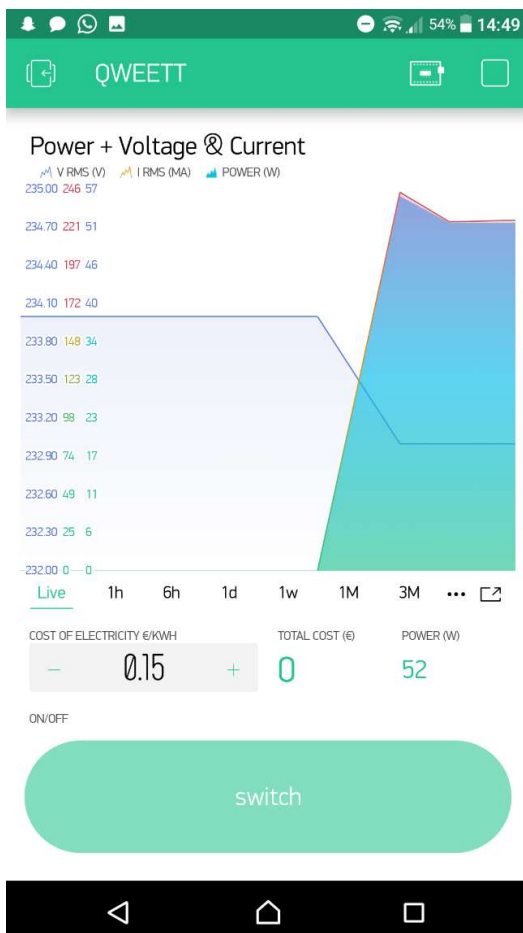 54% 14:49
QWEETT
Power + Voltage & Current
V RMS (V) I RMS (MA) POWER (W)
235.00 246 57
234.70 221 51
234.40 197 46
234.10 172 40
233.80 148 34
233.50 123 28
233.20 98 23
232.90 74 17
232.60 49 11
232.30 25 6
232.00 0 0
Live 1h 6h 1d 1w 1M 3M •••
COST OF ELECTRICITY €/KWH TOTAL COST (€) POWER (W)
− 0.15 + 0 52
ON/OFF
switch